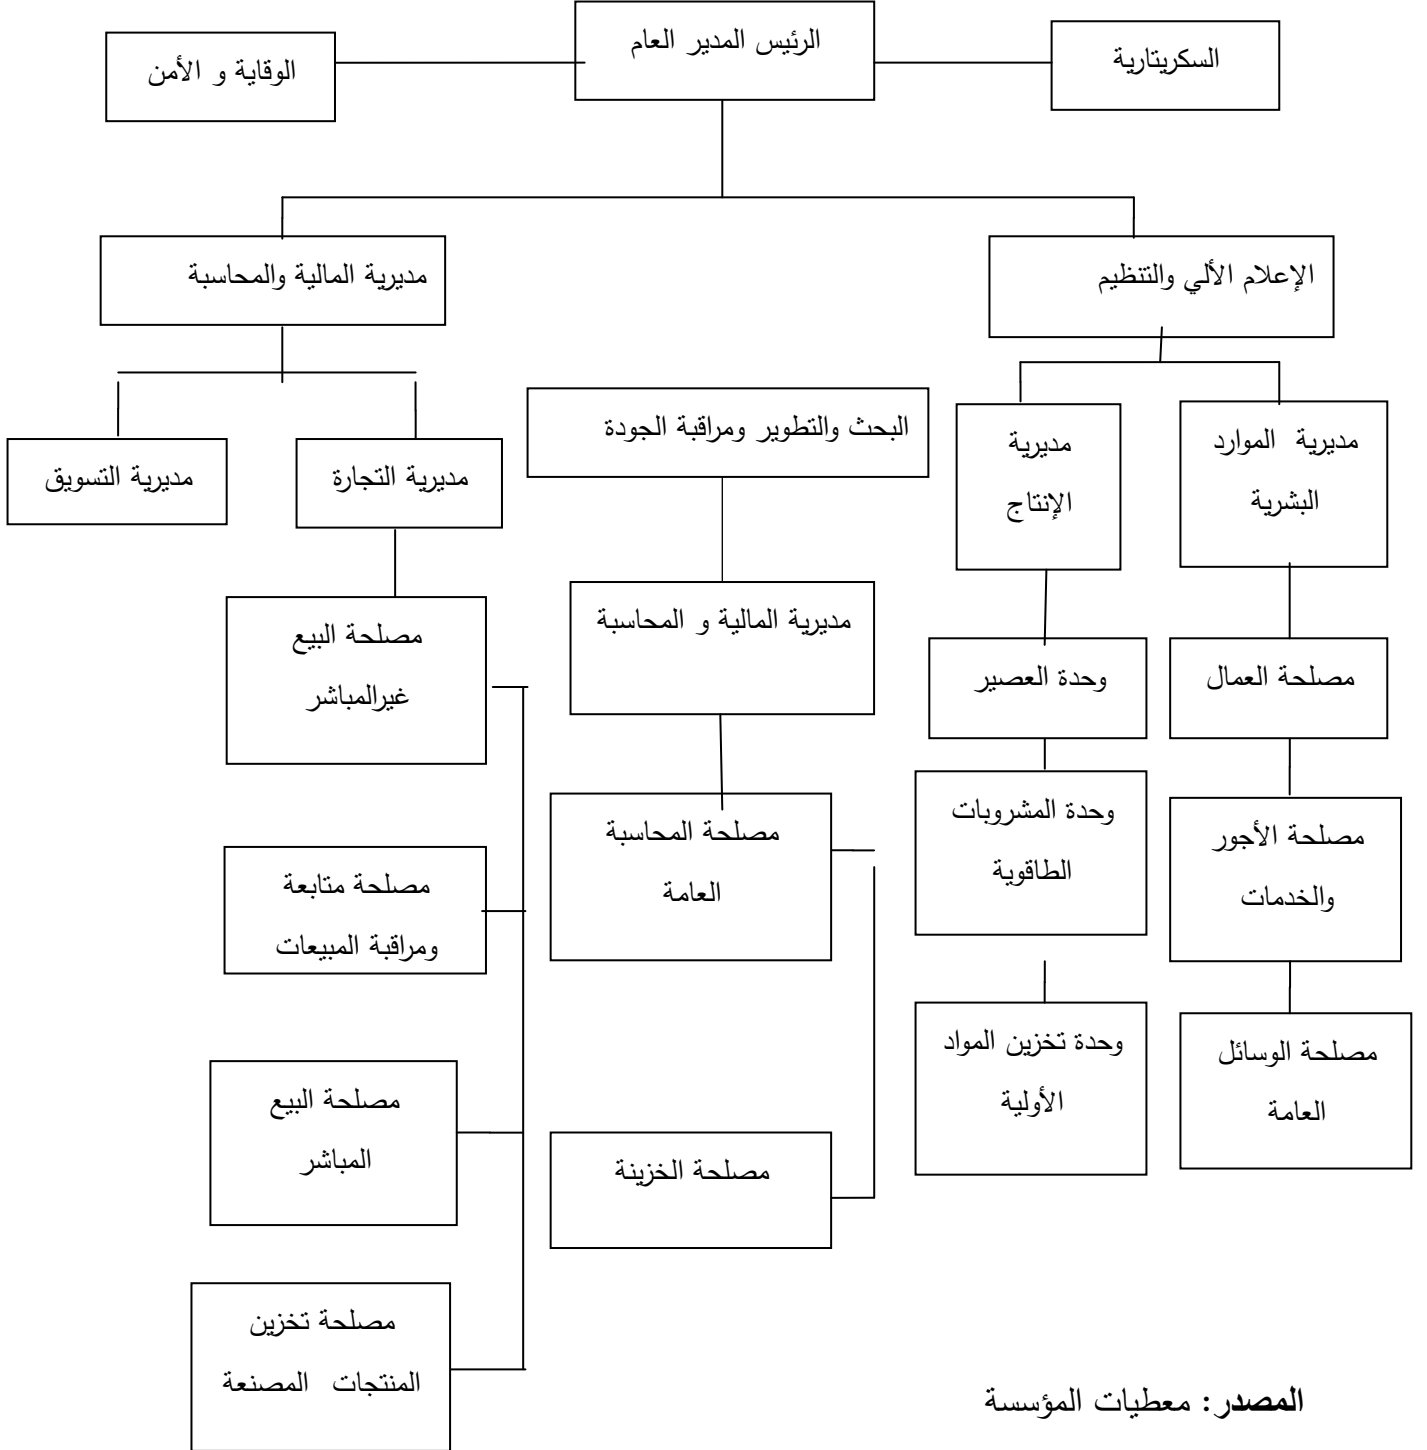 السكريتارية
الرئيس المدير العام
الوقاية و الأمن
الإعلام الألي والتنظيم
مديرية المالية والمحاسبة
مديرية الموارد
البشرية
مديرية
الإنتاج
البحث والتطوير ومراقبة الجودة
مديرية التجارة
مديرية التسويق
مصلحة العمال
وحدة العصير
مديرية المالية و المحاسبة
مصلحة البيع
غيرالمباشر
مصلحة الأجور
والخدمات
وحدة المشروبات
الطاقوية
مصلحة المحاسبة
العامة
مصلحة متابعة
ومراقبة المبيعات
مصلحة الوسائل
العامة
وحدة تخزين المواد
الأولية
مصلحة الخزينة
مصلحة البيع
المباشر
مصلحة تخزين
المنتجات المصنعة
المصدر: معطيات المؤسسة